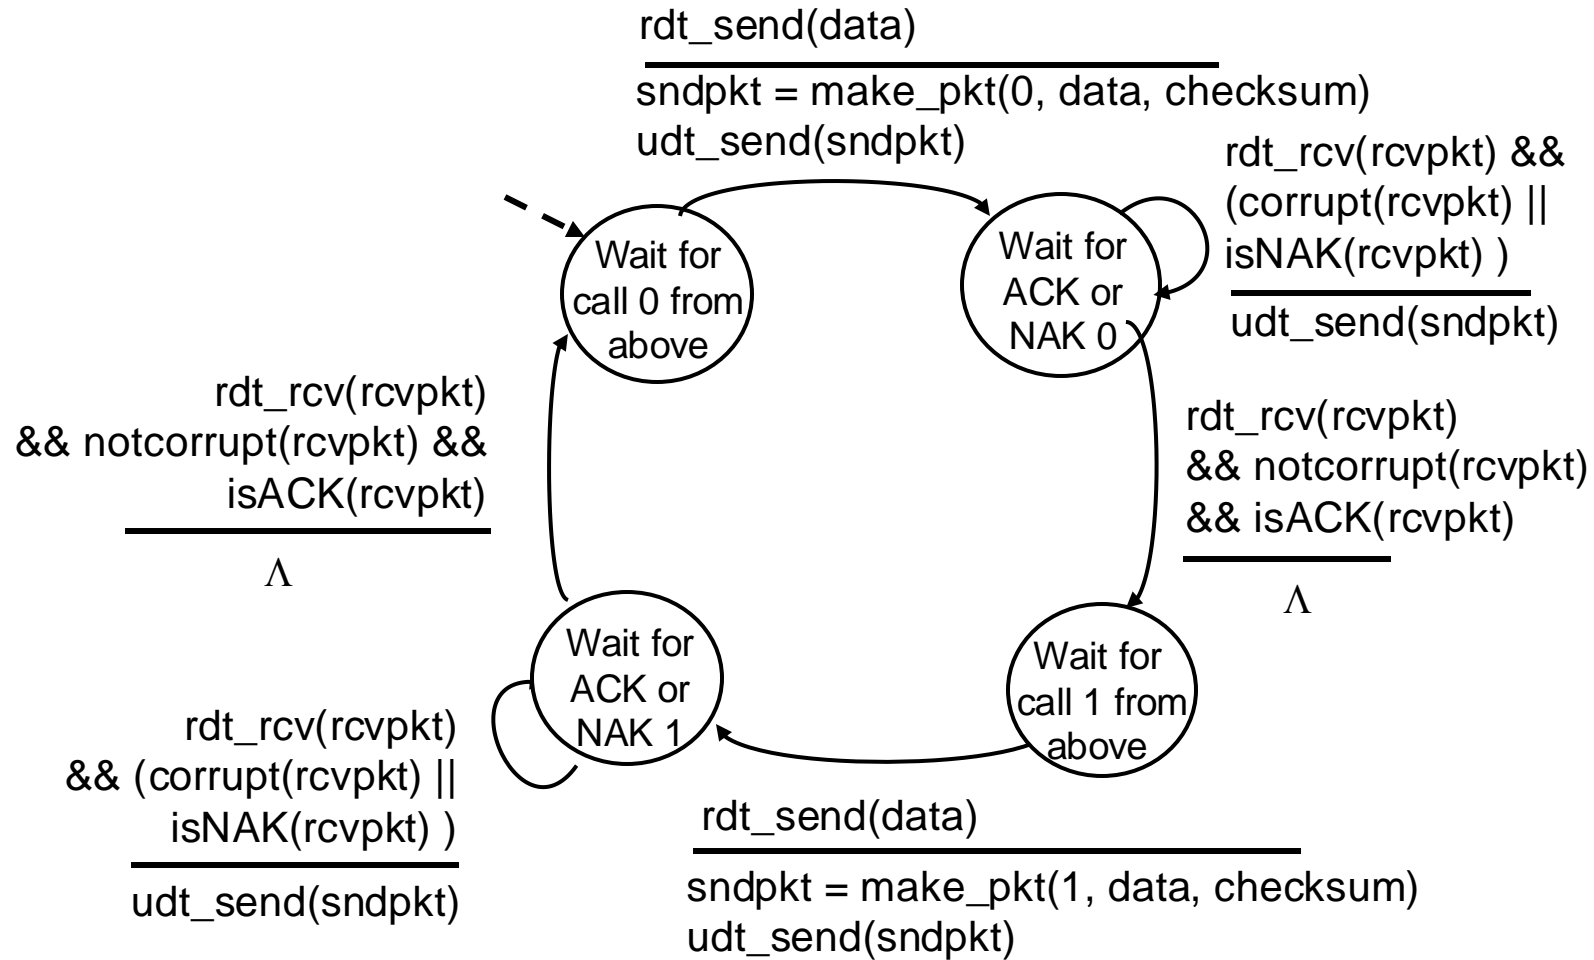 rdt_send(data)
sndpkt = make_pkt(0, data, checksum)
udt_send(sndpkt)
rdt_rcv(rcvpkt) &&
(corrupt(rcvpkt) ||
isNAK(rcvpkt) )
udt_send(sndpkt)
Wait for
call 0 from
above
Wait for
ACK or
NAK 0
rdt_rcv(rcvpkt)
&& notcorrupt(rcvpkt) &&
isACK(rcvpkt)
Λ
rdt_rcv(rcvpkt)
&& notcorrupt(rcvpkt)
&& isACK(rcvpkt)
Λ
Wait for
ACK or
NAK 1
Wait for
call 1 from
above
rdt_rcv(rcvpkt)
&& (corrupt(rcvpkt) ||
isNAK(rcvpkt) )
udt_send(sndpkt)
rdt_send(data)
sndpkt = make_pkt(1, data, checksum)
udt_send(sndpkt)